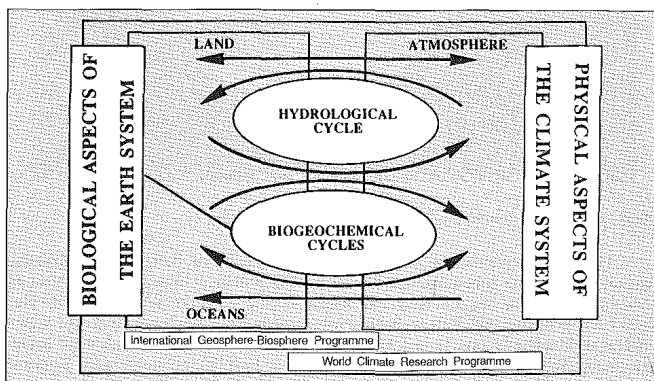 LAND
ATMOSPHERE
BIOLOGICAL ASPECTS OF
THE EARTH SYSTEM
HYDROLOGICAL
CYCLE
BIOGEOCHEMICAL
CYCLES
PHYSICAL ASPECTS OF
THE CLIMATE SYSTEM
OCEANS
International Geosphere-Biosphere Programme
World Climate Research Programme